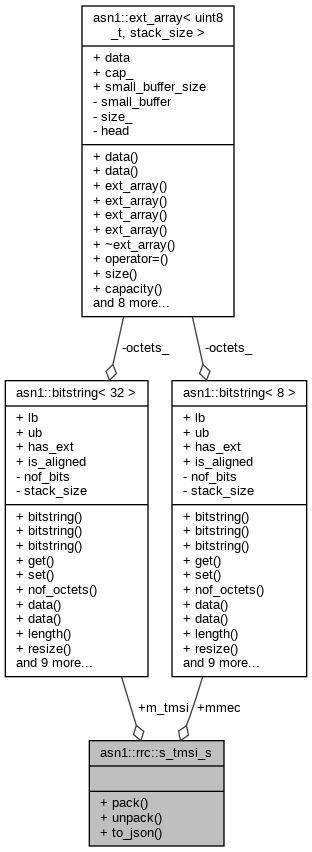 asn1::ext_array< uint8
_t, stack_size >
+ data
+ cap_
+ small_buffer_size
- small_buffer
- size_
- head
+ data()
+ data()
+ ext_array()
+ ext_array()
+ ext_array()
+ ext_array()
+ ~ext_array()
+ operator=()
+ size()
+ capacity()
and 8 more...
-octets_
-octets_
asn1::bitstring< 32 >
+ lb
+ ub
+ has_ext
+ is_aligned
- nof_bits
- stack_size
+ bitstring()
+ bitstring()
+ bitstring()
+ get()
+ set()
+ nof_octets()
+ data()
+ data()
+ length()
+ resize()
and 9 more...
asn1::bitstring< 8 >
+ lb
+ ub
+ has_ext
+ is_aligned
- nof_bits
- stack_size
+ bitstring()
+ bitstring()
+ bitstring()
+ get()
+ set()
+ nof_octets()
+ data()
+ data()
+ length()
+ resize()
and 9 more...
+m_tmsi
+mmec
asn1::rrc::s_tmsi_s
+ pack()
+ unpack()
+ to_json()